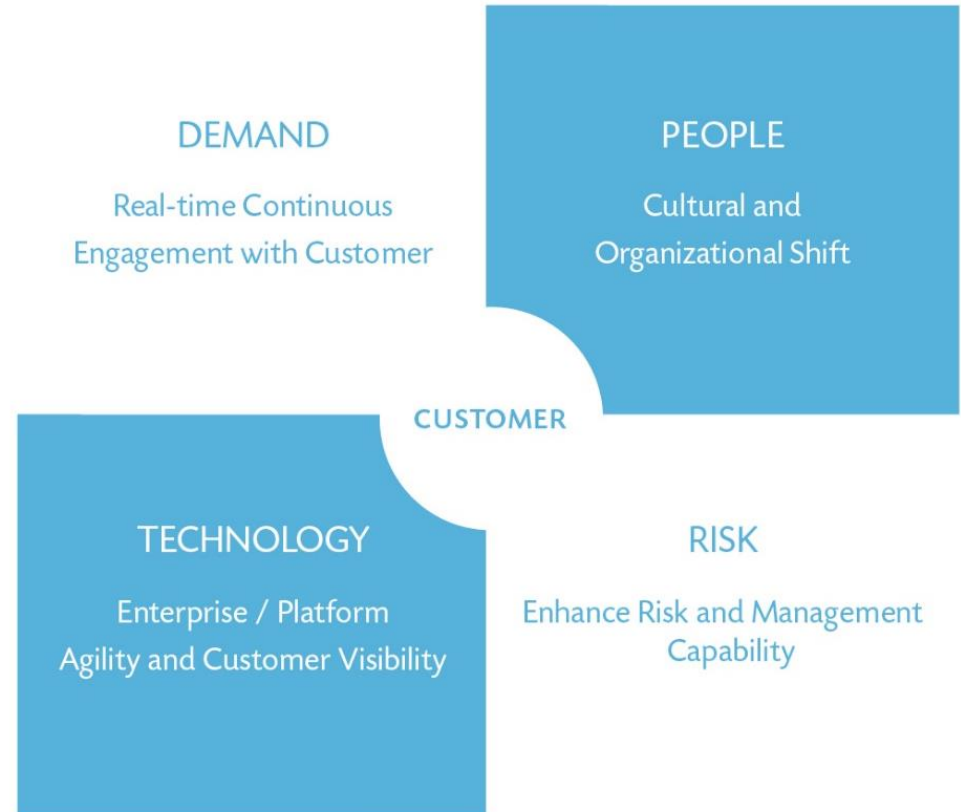 DEMAND
Real-time Continuous
Engagement with Customer
PEOPLE
Cultural and
Organizational Shift
CUSTOMER
TECHNOLOGY
Enterprise / Platform
Agility and Customer Visibility
RISK
Enhance Risk and Management
Capability